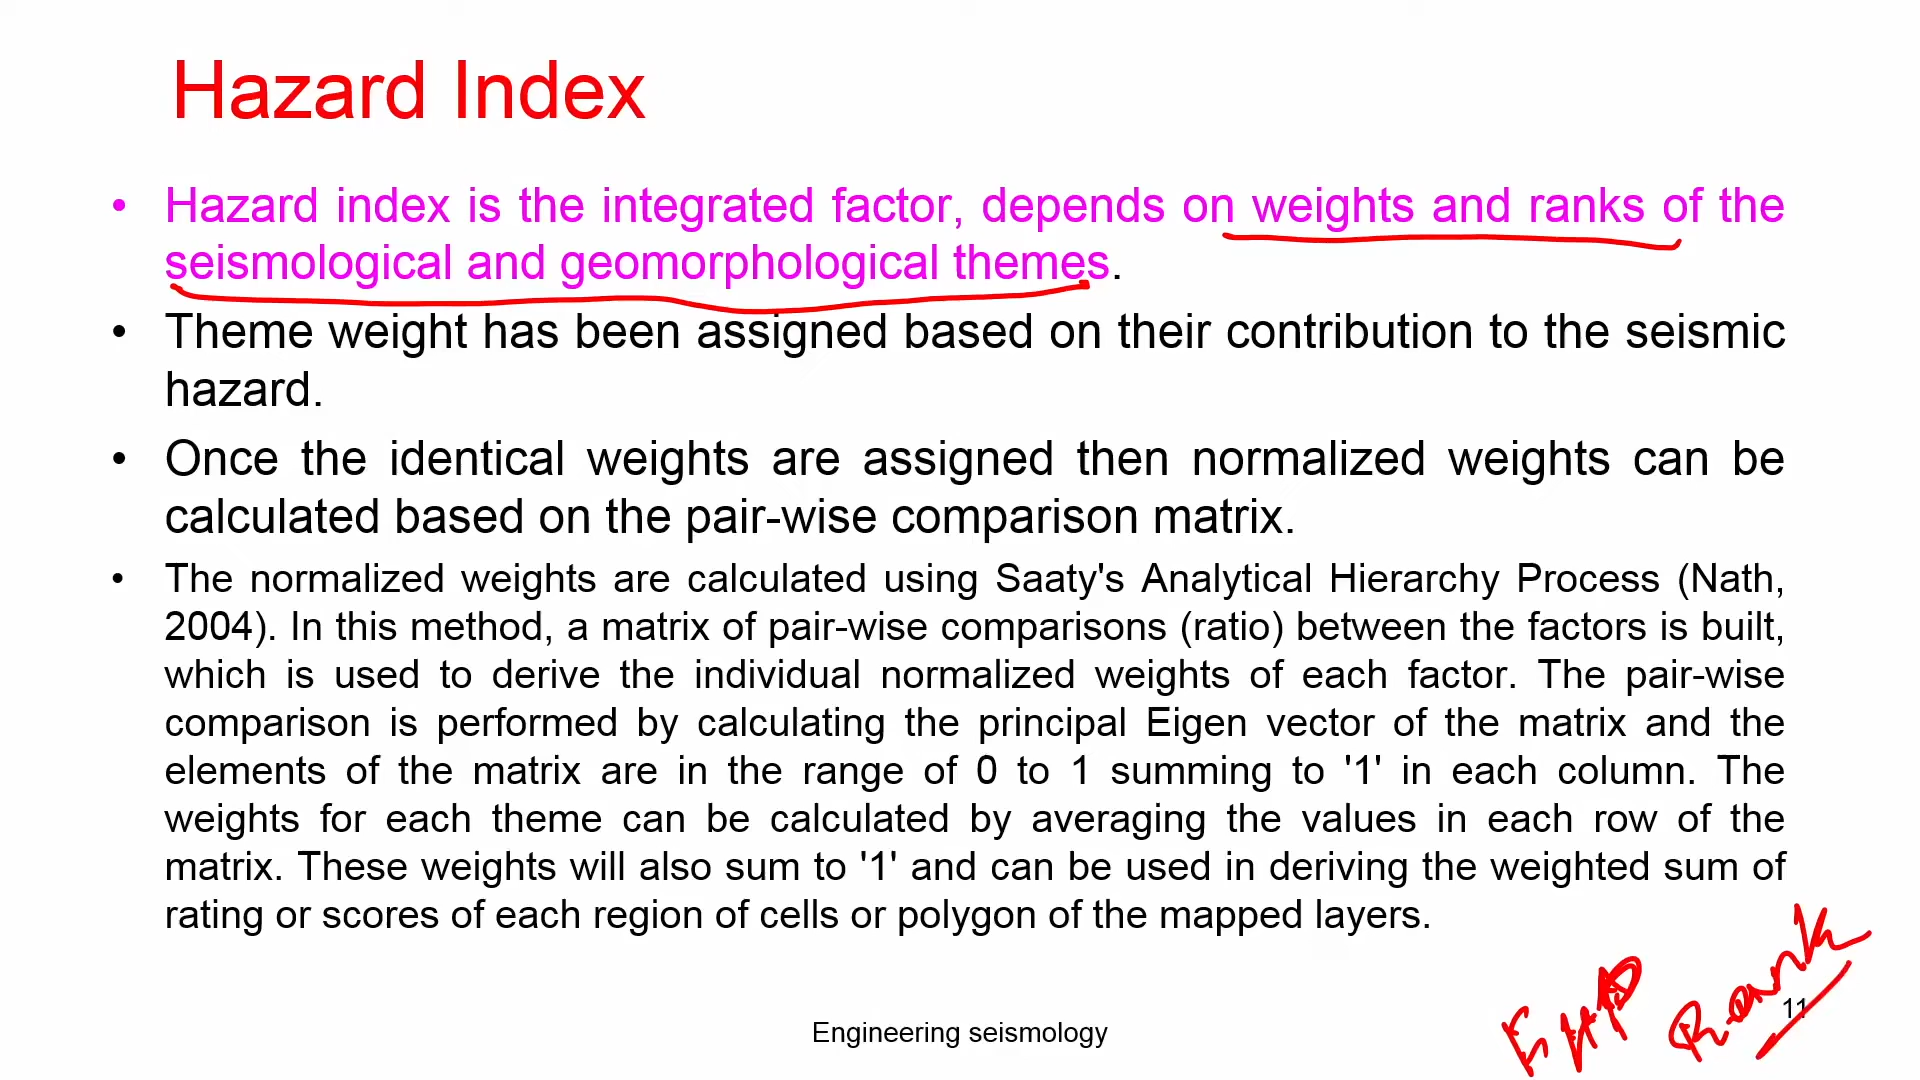 Hazard Index
• Hazard index is the integrated factor, depends on weights and ranks of the
seismological and geomorphological themes.
• Theme weight has been assigned based on their contribution to the seismic
hazard.
• Once the identical weights are assigned then normalized weights can be
calculated based on the pair-wise comparison matrix.
• The normalized weights are calculated using Saaty's Analytical Hierarchy Process (Nath,
2004). In this method, a matrix of pair-wise comparisons (ratio) between the factors is built,
which is used to derive the individual normalized weights of each factor. The pair-wise
comparison is performed by calculating the principal Eigen vector of the matrix and the
elements of the matrix are in the range of 0 to 1 summing to '1' in each column. The
weights for each theme can be calculated by averaging the values in each row of the
matrix. These weights will also sum to '1' and can be used in deriving the weighted sum of
rating or scores of each region of cells or polygon of the mapped layers.
Rank
11
Engineering seismology